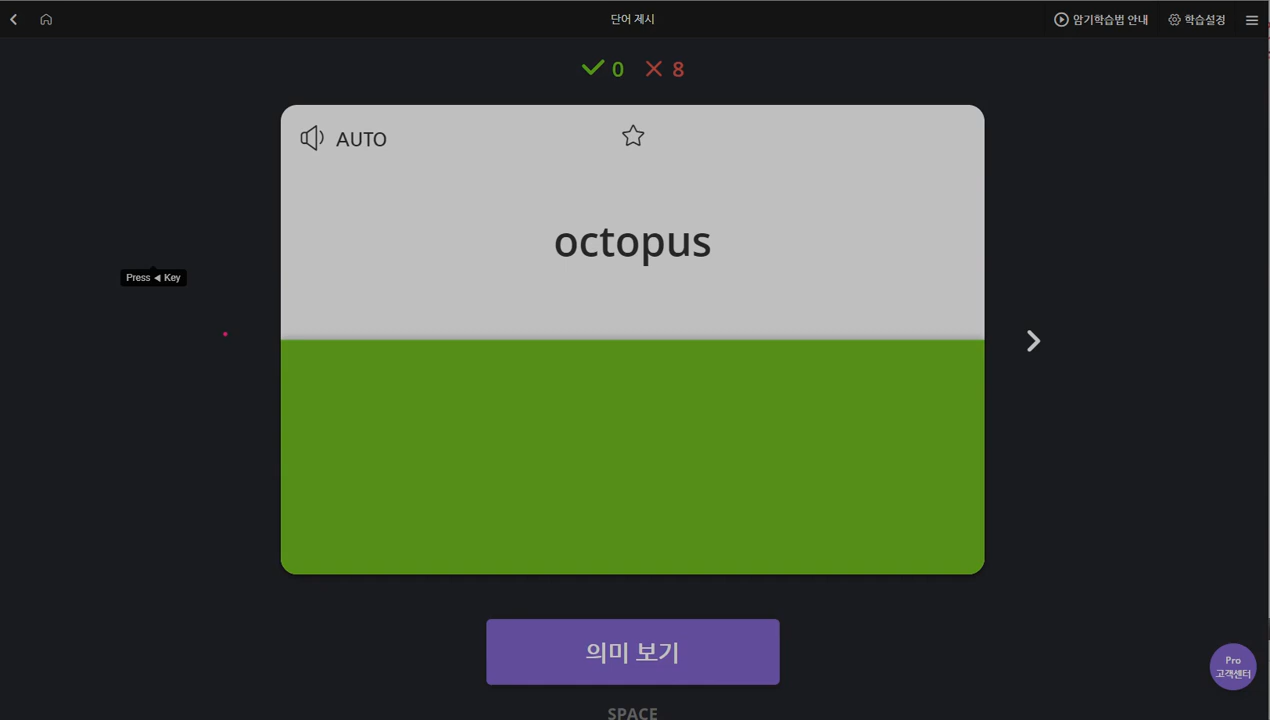 단어 제시
암기학습법 안내
학습설정
0
8
AUTO
octopus
Press ◀ Key
의미 보기
SPACE
Pro
고객센터